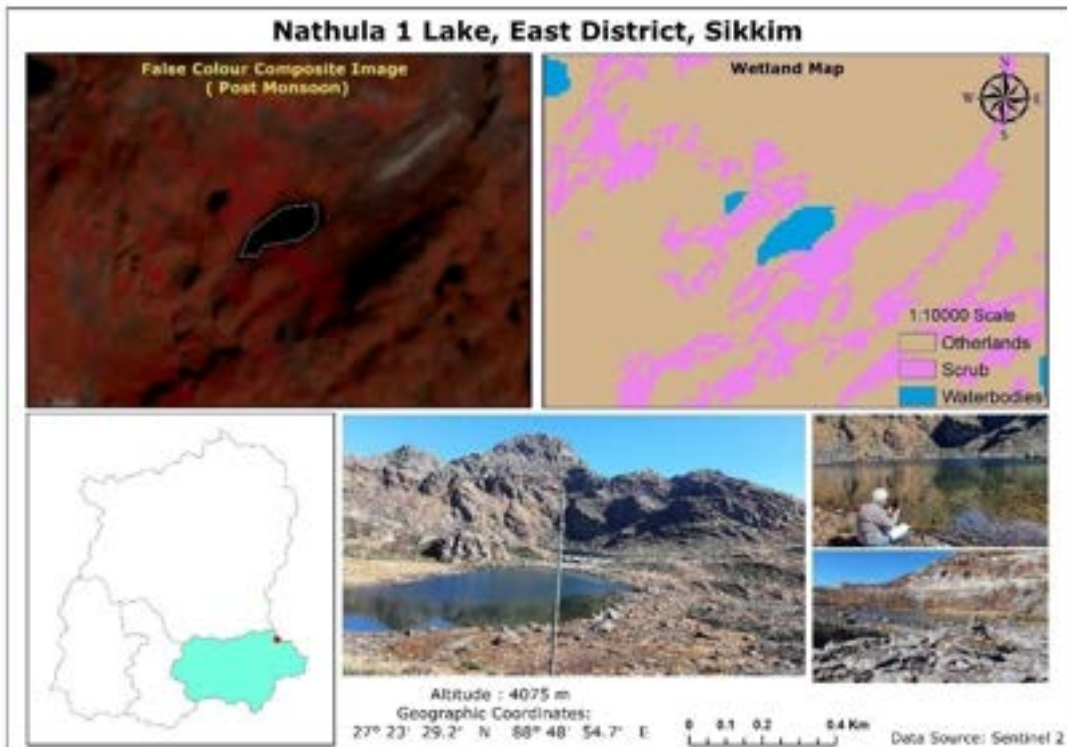 Nathula 1 Lake, East District, Sikkim
False Colour Composite Image
( Post Monsoon)
Wetland Map
N
W E
S
1:10000 Scale
Otherlands
Scrub
Waterbodies
Altitude : 4075 m
Geographic Coordinates:
27° 23' 29.2" N 88° 48' 54.7" E
0 0.1 0.2 0.4 Km
Data Source: Sentinel 2